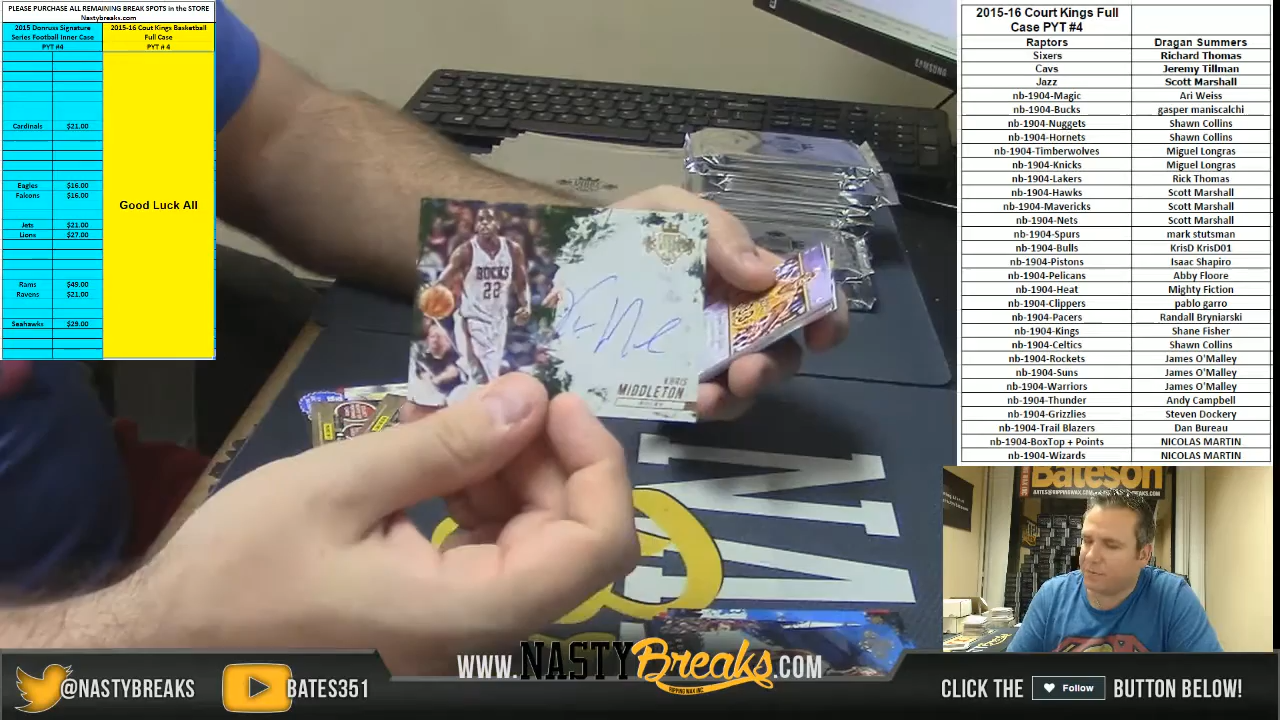 PLEASE PURCHASE ALL REMAINING BREAK SPOTS in the STORE
Nastybreaks.com
2015 Donruss Signature Series Football Inner Case
PYT #4
2015-16 Court Kings Basketball Full Case
PYT # 4
Cardinals $21.00
Eagles $16.00
Falcons $16.00
Jets $21.00
Lions $27.00
Rams $49.00
Ravens $21.00
Seahawks $29.00
Good Luck All
SAMSUNG
BUCKS
22
KHRIS
MIDDLETON
2015-16 Court Kings Full Case PYT #4
Raptors Dragan Summers
Sixers Richard Thomas
Cavs Jeremy Tillman
Jazz Scott Marshall
nb-1904-Magic Ari Weiss
nb-1904-Bucks gasper maniscalchi
nb-1904-Nuggets Shawn Collins
nb-1904-Hornets Shawn Collins
nb-1904-Timberwolves Miguel Longras
nb-1904-Knicks Miguel Longras
nb-1904-Lakers Rick Thomas
nb-1904-Hawks Scott Marshall
nb-1904-Mavericks Scott Marshall
nb-1904-Nets Scott Marshall
nb-1904-Spurs mark stutsman
nb-1904-Bulls KrisD KrisD01
nb-1904-Pistons Isaac Shapiro
nb-1904-Pelicans Abby Floore
nb-1904-Heat Mighty Fiction
nb-1904-Clippers pablo garro
nb-1904-Pacers Randall Bryniarski
nb-1904-Kings Shane Fisher
nb-1904-Celtics Shawn Collins
nb-1904-Rockets James O'Malley
nb-1904-Suns James O'Malley
nb-1904-Warriors James O'Malley
nb-1904-Thunder Andy Campbell
nb-1904-Grizzlies Steven Dockery
nb-1904-Trail Blazers Dan Bureau
nb-1904-BoxTop + Points NICOLAS MARTIN
nb-1904-Wizards NICOLAS MARTIN
Bateson
@NASTYBREAKS
BATES351
WWW.NASTYBreaks.COM
RIPPING WAX INC
CLICK THE Follow BUTTON BELOW!